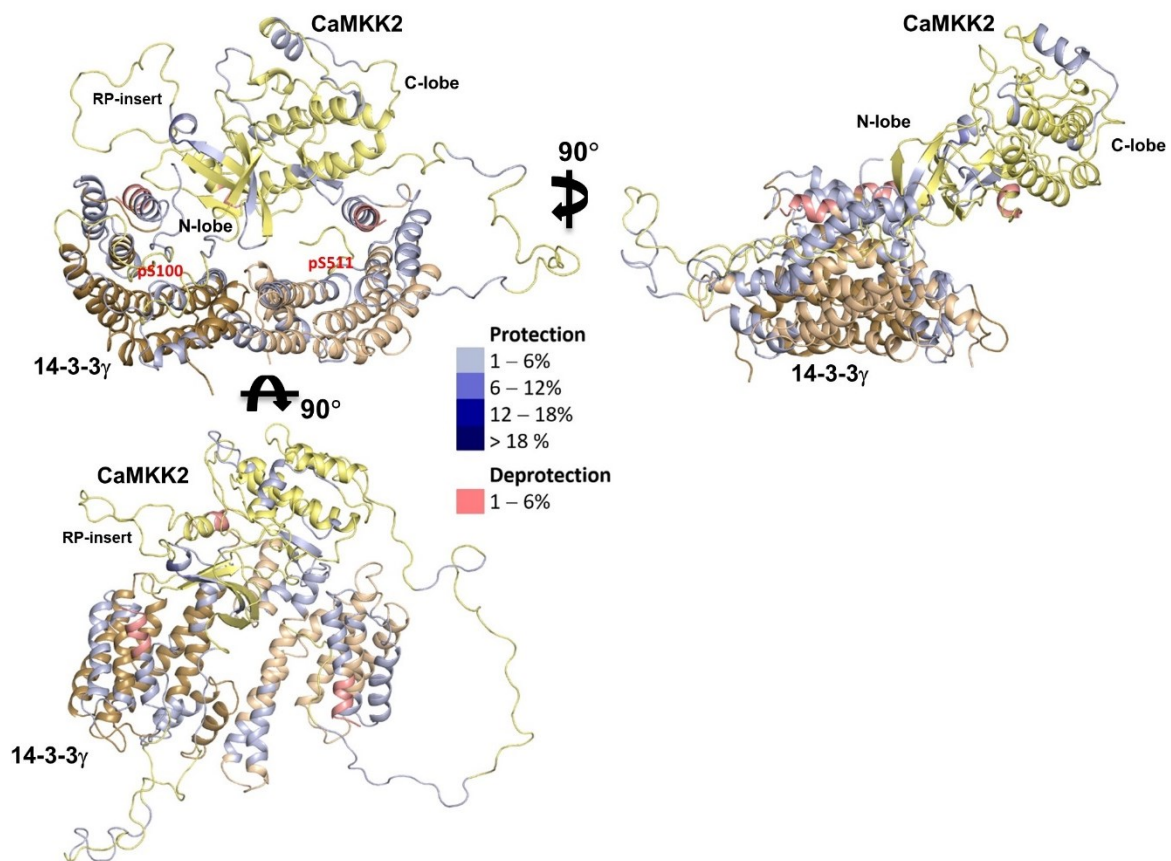 CaMKK2
RP-insert
C-lobe
N-lobe
pS100
pS511
14-3-3γ
90°
CaMKK2
N-lobe
C-lobe
14-3-3γ
90°
Protection
1 – 6%
6 – 12%
12 – 18%
> 18 %
Deprotection
1 – 6%
CaMKK2
RP-insert
14-3-3γ